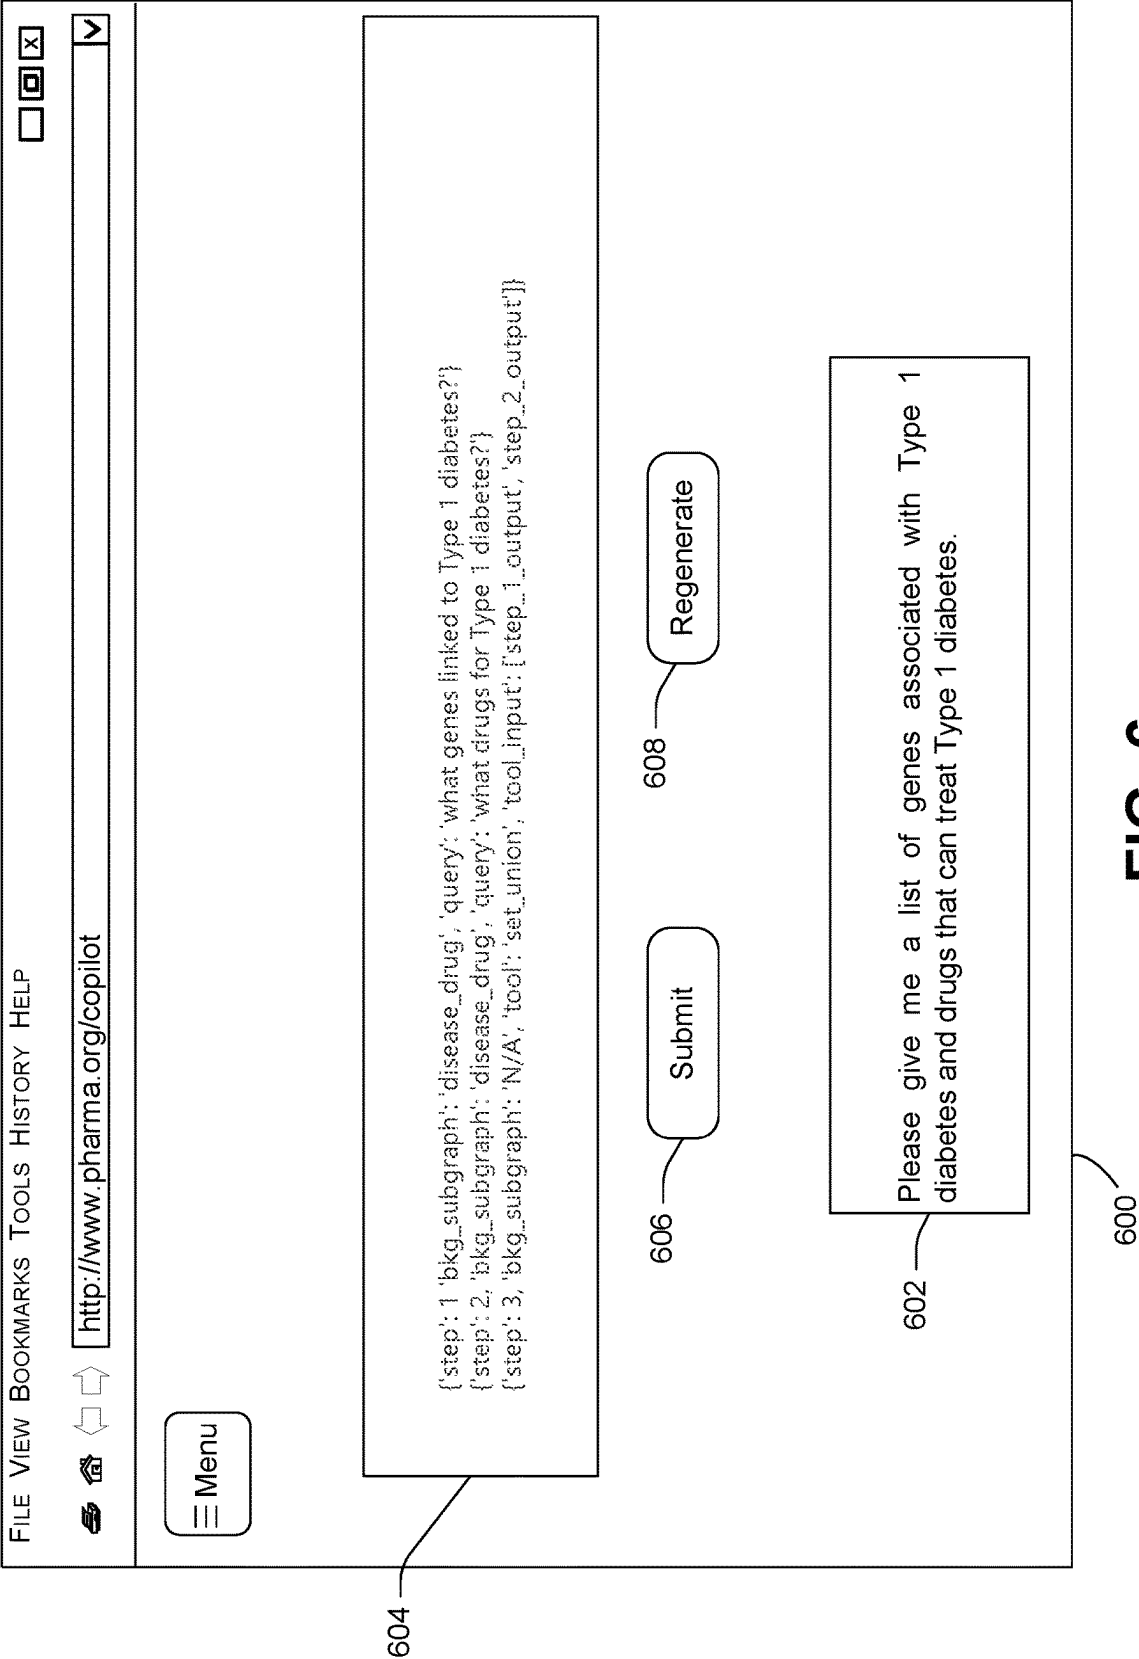 FILE VIEW BOOKMARKS TOOLS HISTORY HELP
X
http://www.pharma.org/copilot
Menu
604
{'step': 1 'bkg_subgraph': 'disease_drug', 'query': 'what genes linked to Type 1 diabetes?'}
{'step': 2, 'bkg_subgraph': 'disease_drug', 'query': 'what drugs for Type 1 diabetes?'}
{'step': 3, 'bkg_subgraph': 'N/A', 'tool': 'set_union', 'tool_input': ['step_1_output', 'step_2_output']}
606
Submit
608
Regenerate
602
Please give me a list of genes associated with Type 1
diabetes and drugs that can treat Type 1 diabetes.
600
FIG.